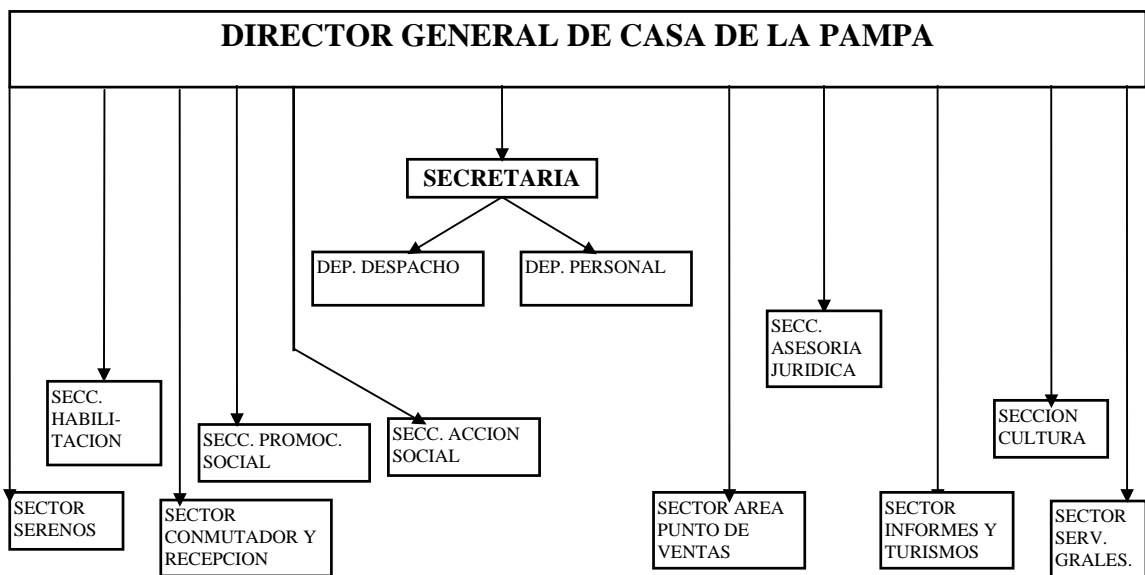 DIRECTOR GENERAL DE CASA DE LA PAMPA
SECRETARIA
DEP. DESPACHO
DEP. PERSONAL
SECC.
ASESORIA
JURIDICA
SECC.
HABILI-
TACION
SECC. PROMOC.
SOCIAL
SECC. ACCION
SOCIAL
SECCION
CULTURA
SECTOR
SERENOS
SECTOR
CONMUTADOR Y
RECEPCION
SECTOR AREA
PUNTO DE
VENTAS
SECTOR
INFORMES Y
TURISMOS
SECTOR
SERV.
GRALES.